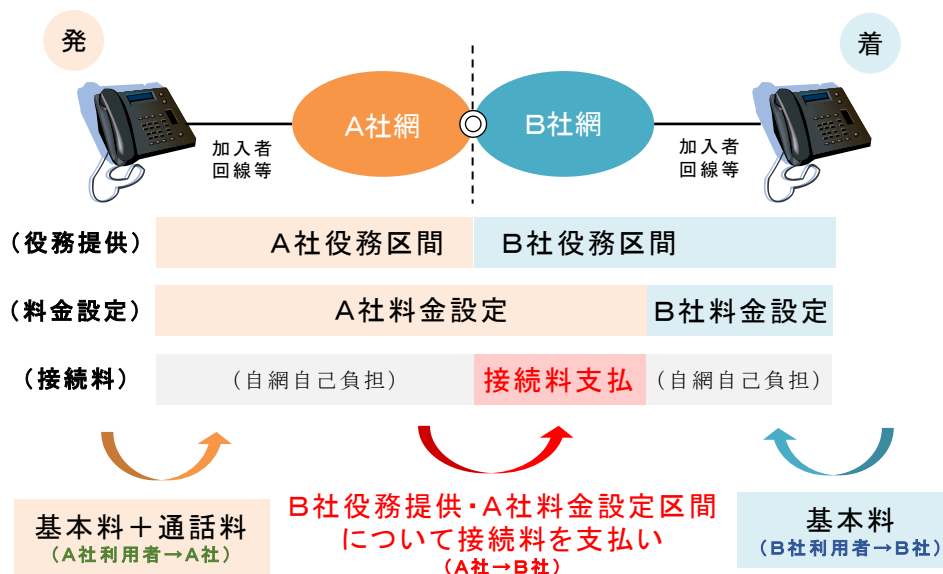 発
着
A社網
B社網
加入者
回線等
加入者
回線等
（役務提供）
A社役務区間
B社役務区間
（料金設定）
A社料金設定
B社料金設定
（接続料）
（自網自己負担）
接続料支払
（自網自己負担）
基本料＋通話料
（A社利用者→A社）
B社役務提供・A社料金設定区間
について接続料を支払い
（A社→B社）
基本料
（B社利用者→B社）